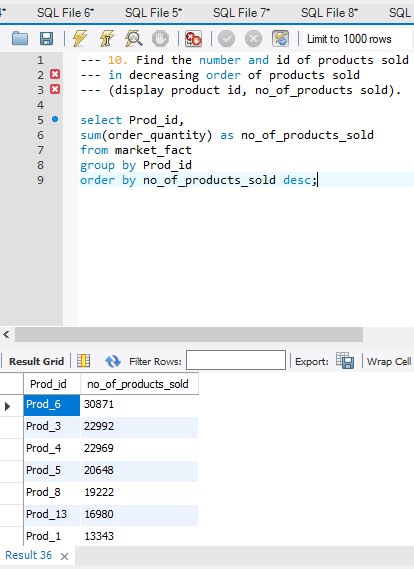 4* SQL File 6* SQL File 5* SQL File 7* SQL File 8* SQL
Limit to 1000 rows
1 --- 10. Find the number and id of products sold
2 --- in decreasing order of products sold
3 --- (display product id, no_of_products sold).
4
5 select Prod_id,
6 sum(order_quantity) as no_of_products_sold
7 from market_fact
8 group by Prod_id
9 order by no_of_products_sold desc;
Result Grid Filter Rows: Export: Wrap Cell
Prod_id no_of_products_sold
Prod_6 30871
Prod_3 22992
Prod_4 22969
Prod_5 20648
Prod_8 19222
Prod_13 16980
Prod_1 13343
Result 36 ×